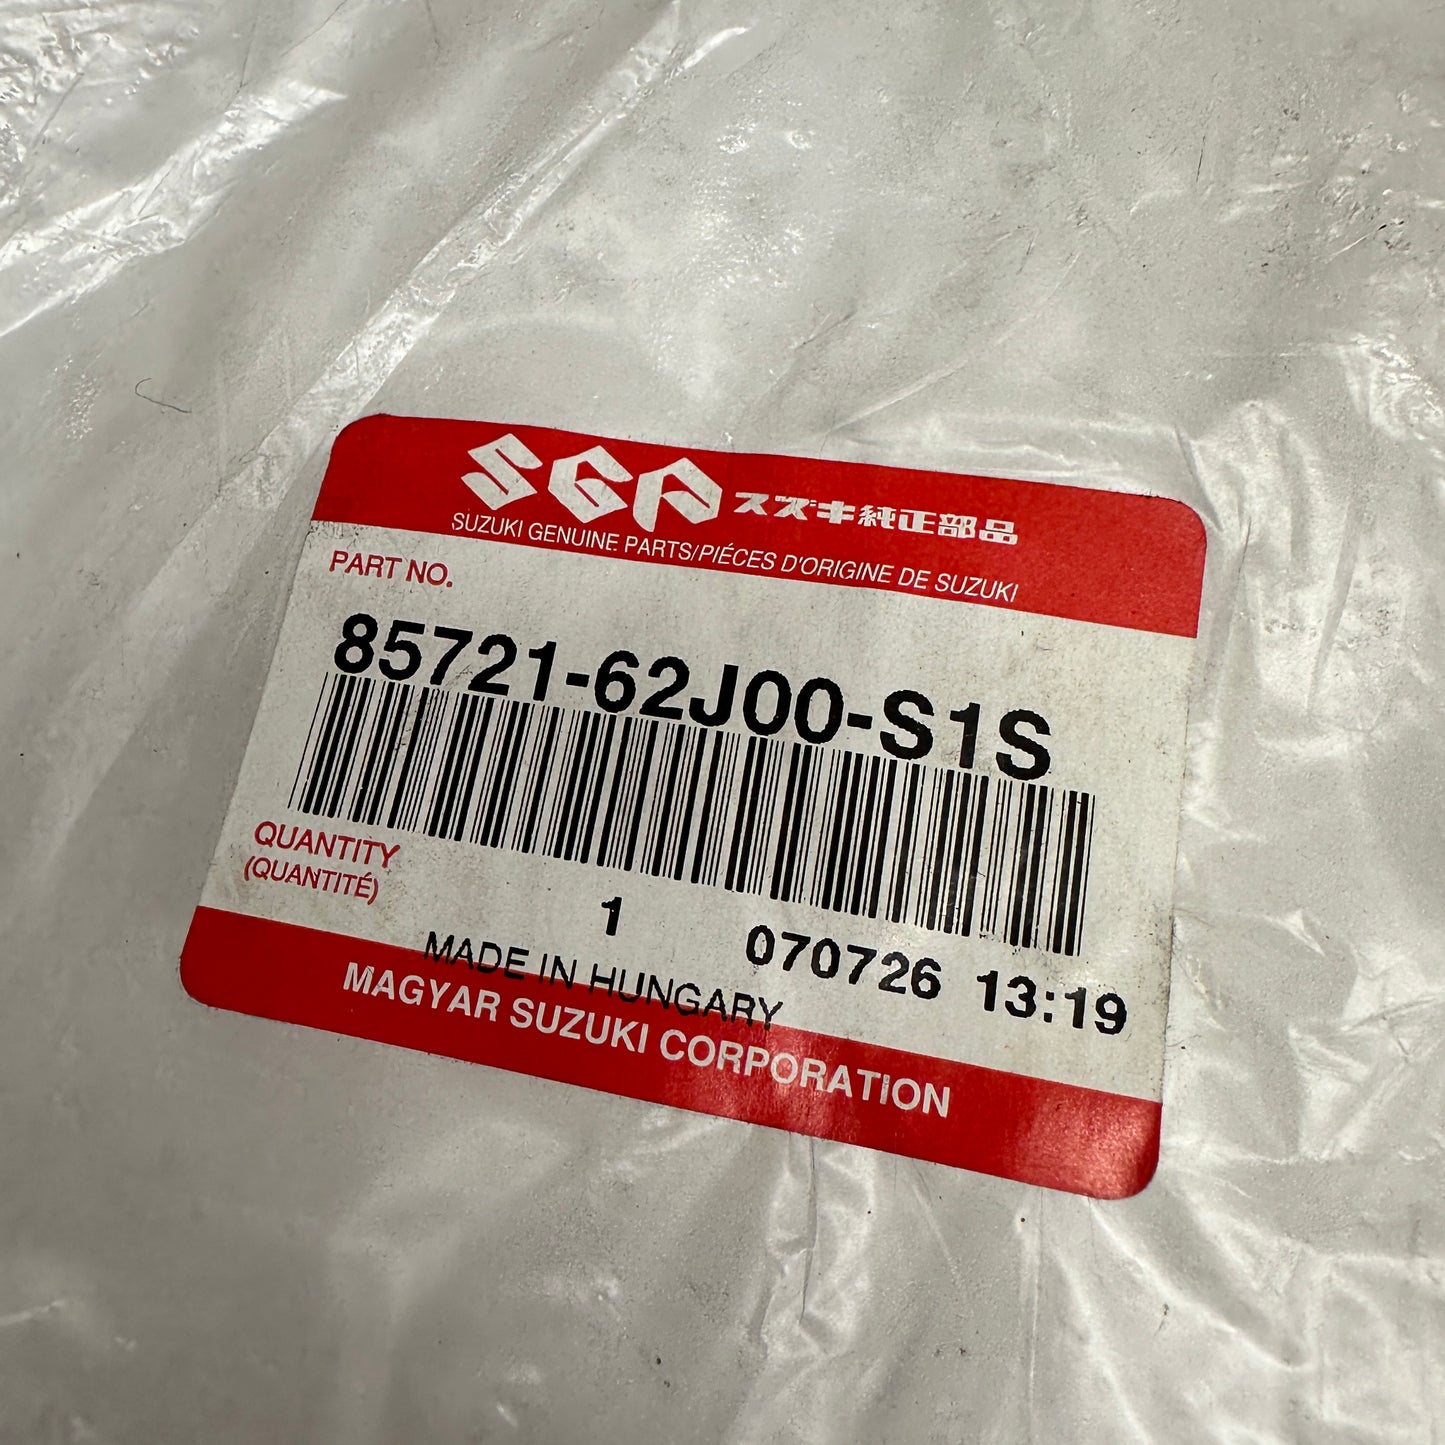 SGP スズキ純正部品
SUZUKI GENUINE PARTS/PIÉCES D'ORIGINE DE SUZUKI
PART NO.
85721-62J00-S1S
QUANTITY
(QUANTITÉ)
1 070726 13:19
MADE IN HUNGARY
MAGYAR SUZUKI CORPORATION